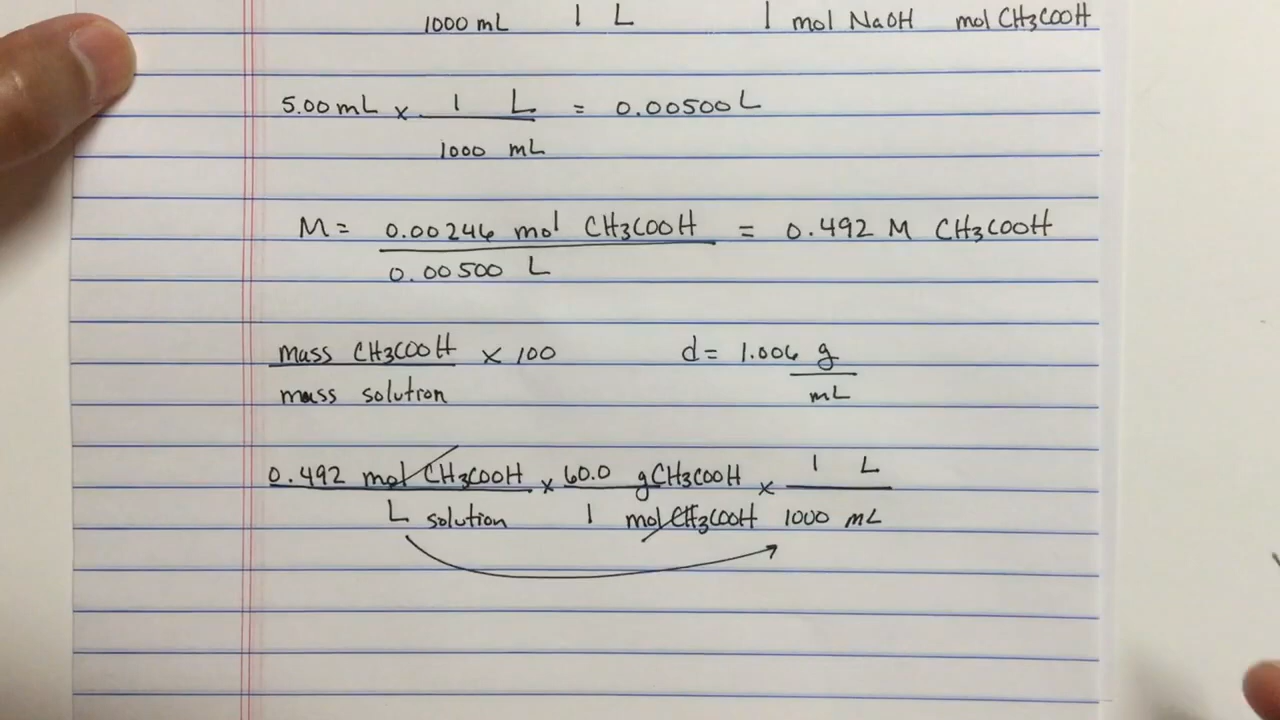 1000 mL 1 L 1 mol NaOH mol CH3COOH
5.00 mL x 1 L = 0.00500 L
1000 mL
M = 0.00246 mol CH3COOH = 0.492 M CH3COOH
0.00500 L
mass CH3COOH x 100 d = 1.006 g
mass solution mL
0.492 mol CH3COOH x 60.0 g CH3COOH x 1 L
L solution 1 mol CH3COOH 1000 mL